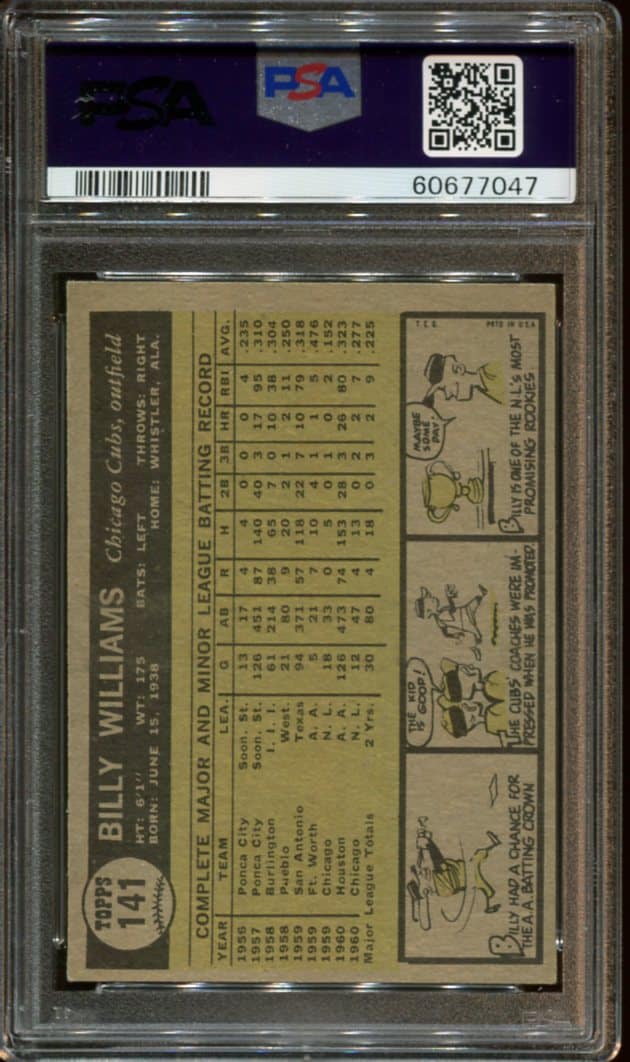 PSA
PSA
60677047
TOPPS
141
BILLY WILLIAMS Chicago Cubs, outfield
HT: 6'1" WT: 175 BATS: LEFT THROWS: RIGHT
BORN: JUNE 15, 1938 HOME: WHISTLER, ALA.
COMPLETE MAJOR AND MINOR LEAGUE BATTING RECORD
YEAR TEAM LEA. G AB R H 2B 3B HR RBI AVG.
1956 Ponca City Soon. St. 13 17 4 4 0 0 0 4 .235
1957 Ponca City Soon. St. 126 451 87 140 40 3 17 95 .310
1958 Burlington I. I. I. 61 214 38 65 7 0 10 38 .304
1958 Pueblo West. 21 80 9 20 2 1 2 11 .250
1959 San Antonio Texas 94 371 57 118 22 7 10 79 .318
1959 Ft. Worth A. A. 5 21 7 10 4 1 1 5 .476
1959 Chicago N. L. 18 33 0 5 0 1 0 2 .152
1960 Houston A. A. 126 473 74 153 28 3 26 80 .323
1960 Chicago N. L. 12 47 4 13 0 2 2 7 .277
Major League Totals 2 Yrs. 30 80 4 18 0 3 2 9 .225
BILLY HAD A CHANCE FOR
THE A.A. BATTING CROWN
THE KID
IS GOOD!
THE CUBS' COACHES WERE IM-
PRESSED WHEN HE WAS PROMOTED
MAYBE
SOME
DAY.
T.C.G. PRTD IN U.S.A.
BILLY IS ONE OF THE N.L.'S MOST
PROMISING ROOKIES